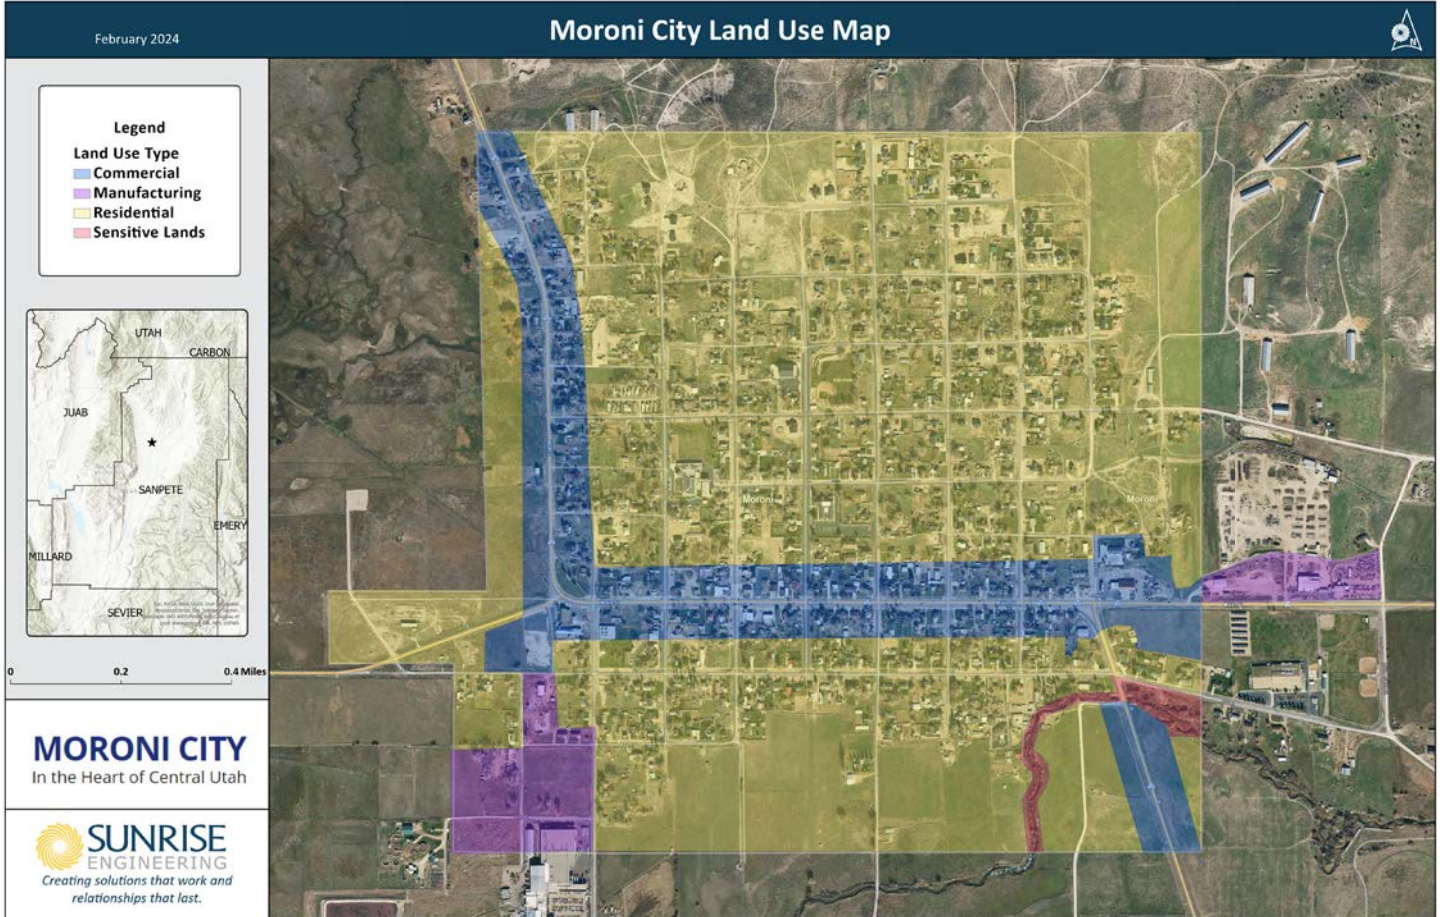 February 2024
Moroni City Land Use Map
N
Legend
Land Use Type
Commercial
Manufacturing
Residential
Sensitive Lands
UTAH
CARBON
JUAB
SANPETE
EMERY
MILLARD
SEVIER
0 0.2 0.4 Miles
MORONI CITY
In the Heart of Central Utah
SUNRISE
ENGINEERING
Creating solutions that work and
relationships that last.
Moroni
Moroni